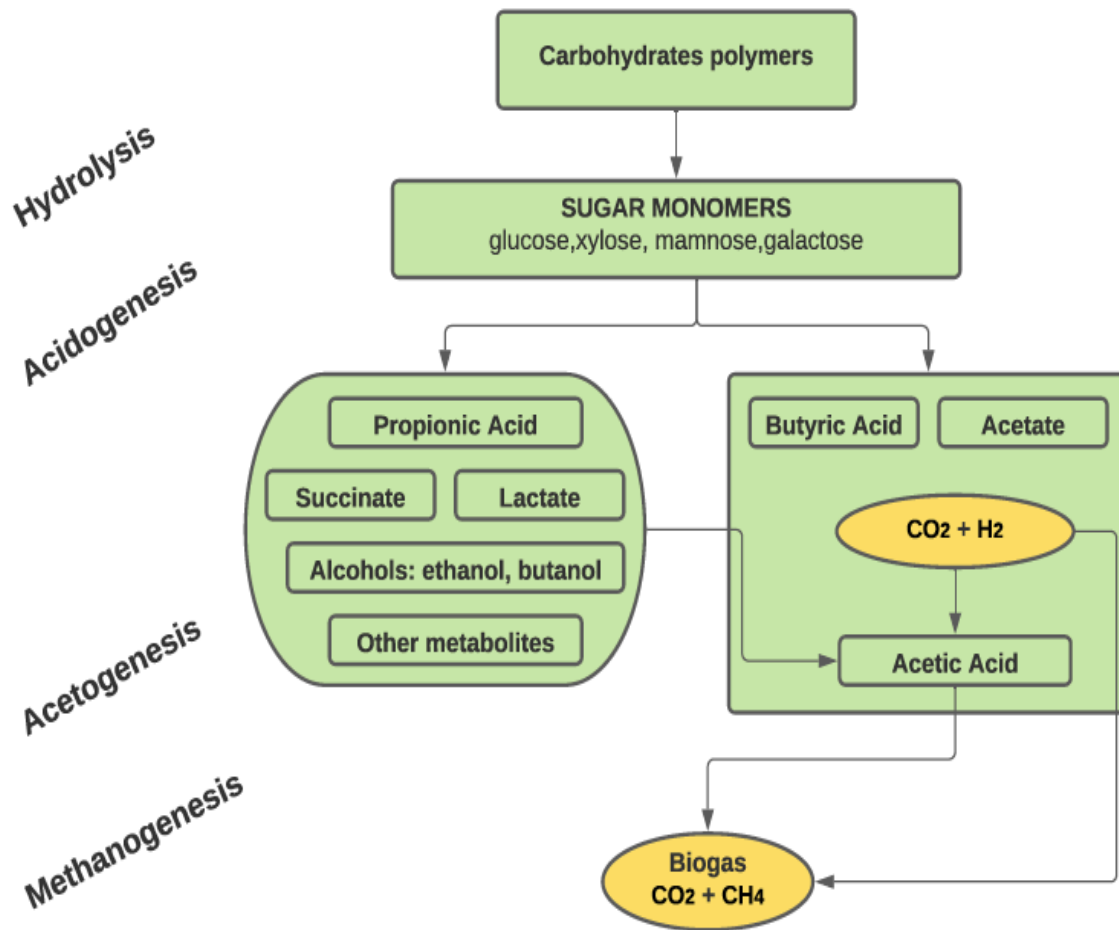 Carbohydrates polymers
Hydrolysis
SUGAR MONOMERS
glucose,xylose, mamnose,galactose
Acidogenesis
Propionic Acid
Butyric Acid
Acetate
Succinate
Lactate
CO2 + H2
Alcohols: ethanol, butanol
Other metabolites
Acetic Acid
Acetogenesis
Methanogenesis
Biogas
CO2 + CH4